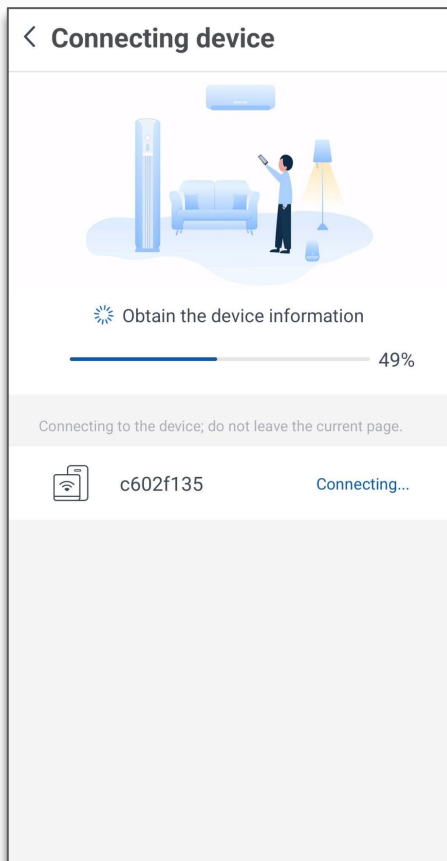 Connecting device
Obtain the device information
49%
Connecting to the device; do not leave the current page.
c602f135
Connecting...